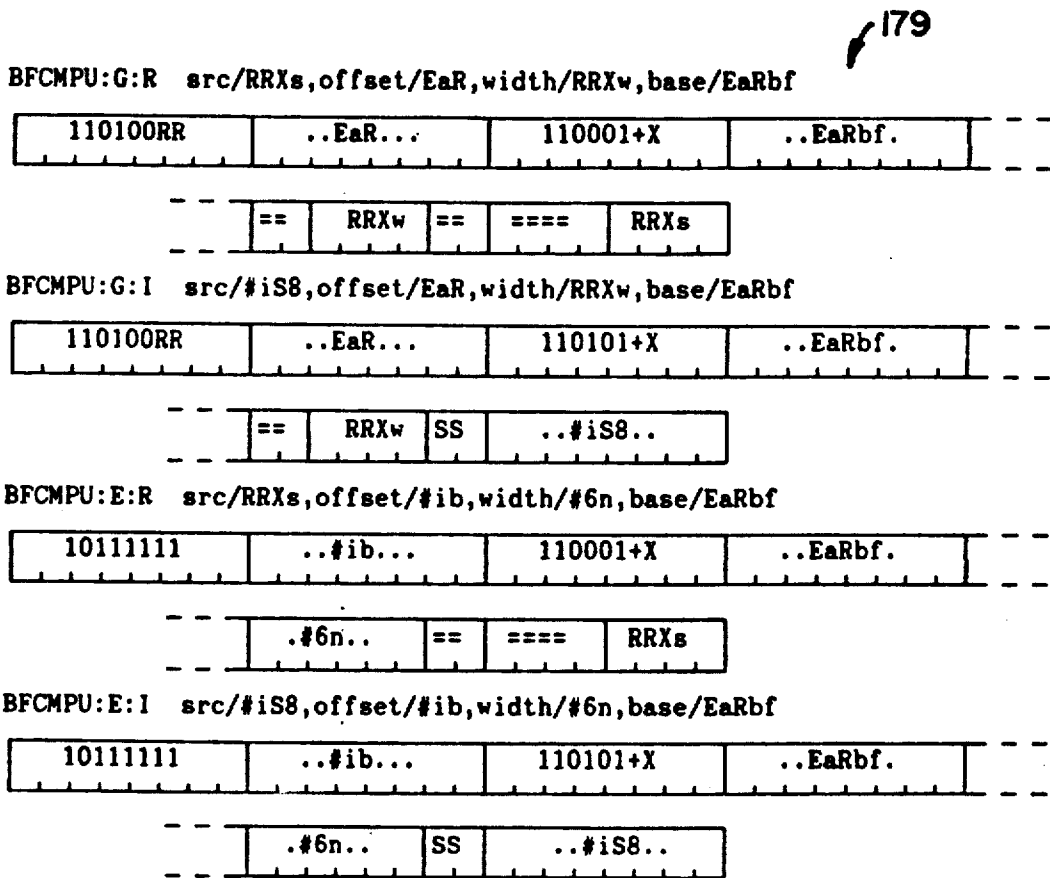 179
BFCMPU:G:R src/RRXs,offset/EaR,width/RRXw,base/EaRbf
110100RR ..EaR... 110001+X ..EaRbf.
== RRXw == ==== RRXs
BFCMPU:G:I src/#iS8,offset/EaR,width/RRXw,base/EaRbf
110100RR ..EaR... 110101+X ..EaRbf.
== RRXw SS ..#iS8..
BFCMPU:E:R src/RRXs,offset/#ib,width/#6n,base/EaRbf
10111111 ..#ib... 110001+X ..EaRbf.
.#6n.. == ==== RRXs
BFCMPU:E:I src/#iS8,offset/#ib,width/#6n,base/EaRbf
10111111 ..#ib... 110101+X ..EaRbf.
.#6n.. SS ..#iS8..